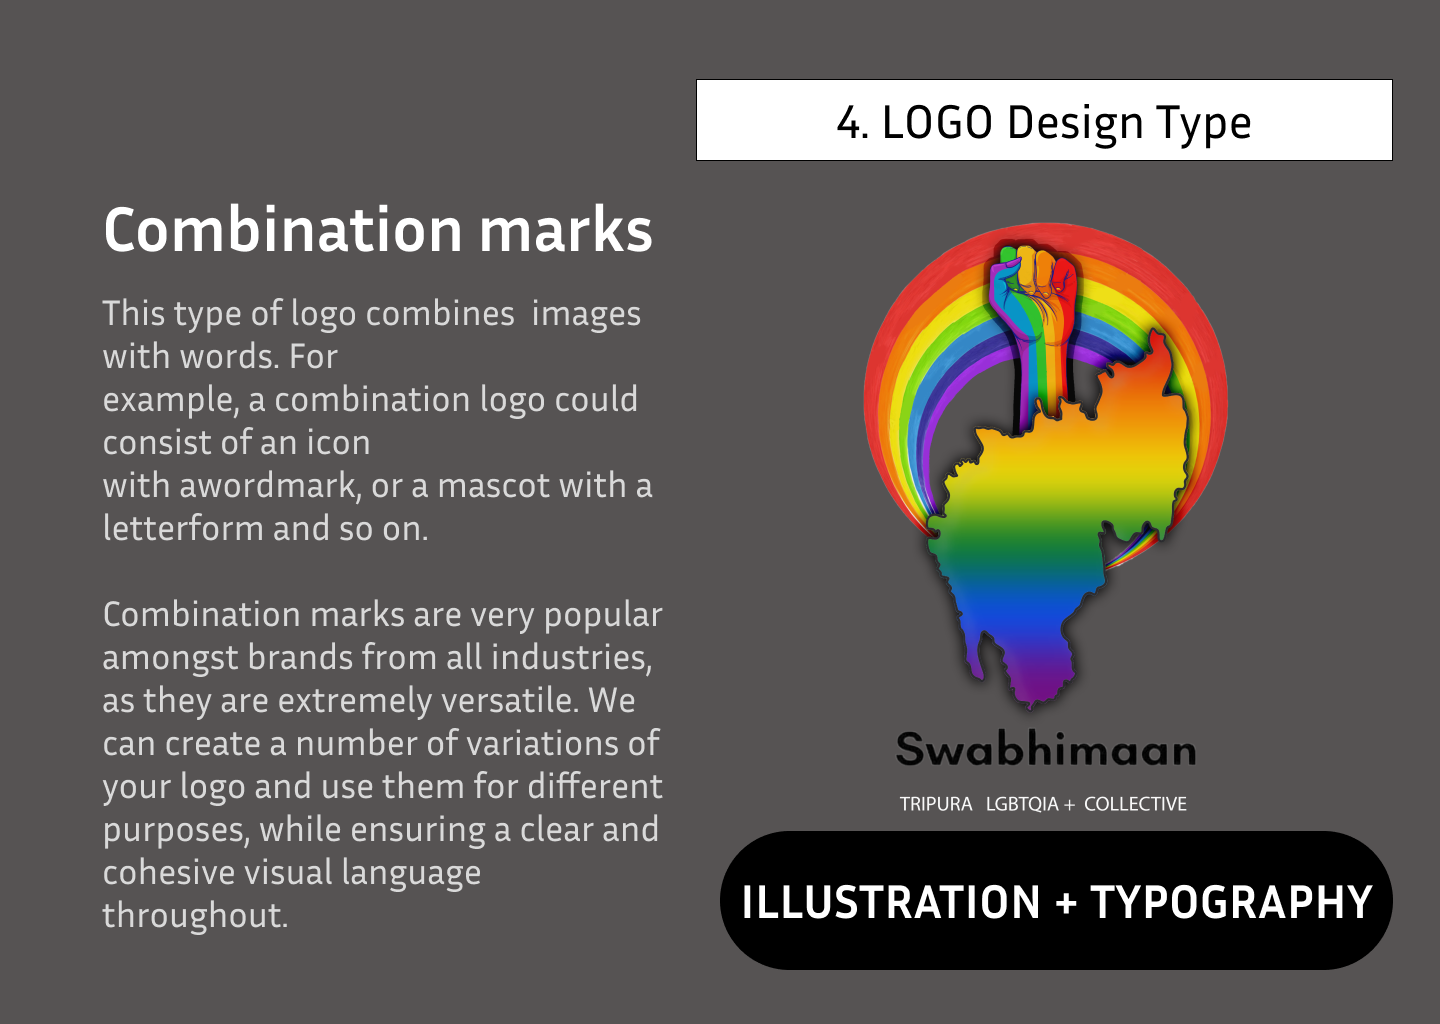 4. LOGO Design Type
Combination marks
This type of logo combines  images
with words. For
example, a combination logo could
consist of an icon
with awordmark, or a mascot with a
letterform and so on.
Combination marks are very popular
amongst brands from all industries,
as they are extremely versatile. We
can create a number of variations of
your logo and use them for different
purposes, while ensuring a clear and
cohesive visual language
throughout.
Swabhimaan
TRIPURA LGBTQIA + COLLECTIVE
ILLUSTRATION + TYPOGRAPHY